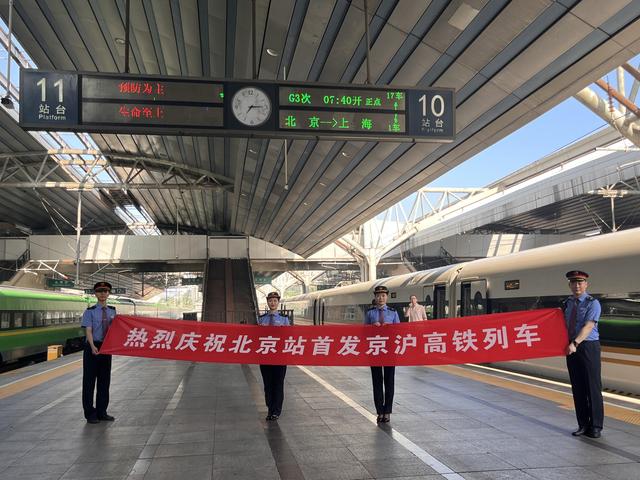 11
站台
Platform
预防为主
生命至上
G3次 07:40开 正点 17车
北 京—>上 海 1车
10
站台
Platform
热烈庆祝北京站首发京沪高铁列车